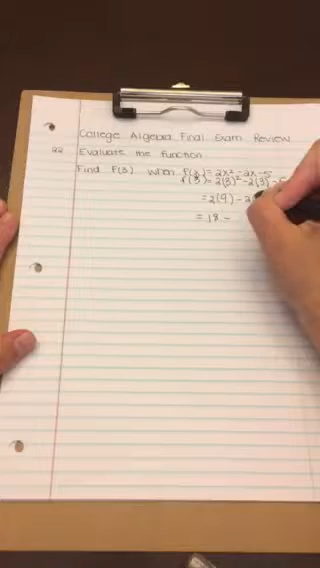 College Algebra Final Exam Review
22 Evaluate the function
Find f(3) when f(x) = 2x² - 2x - 5
f(3) = 2(3)² - 2(3) - 5
= 2(9) - 2
= 18 -